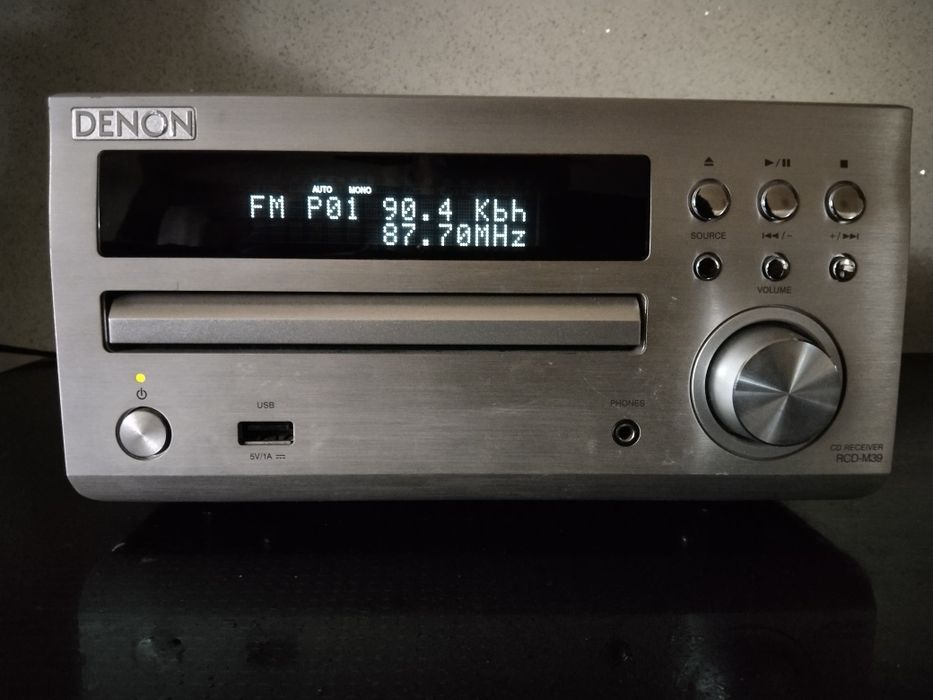 DENON
AUTO MONO
FM P01 90.4 Kbh
87.70MHz
SOURCE
- +
VOLUME
USB
5V/1A
PHONES
CD RECEIVER
RCD-M39